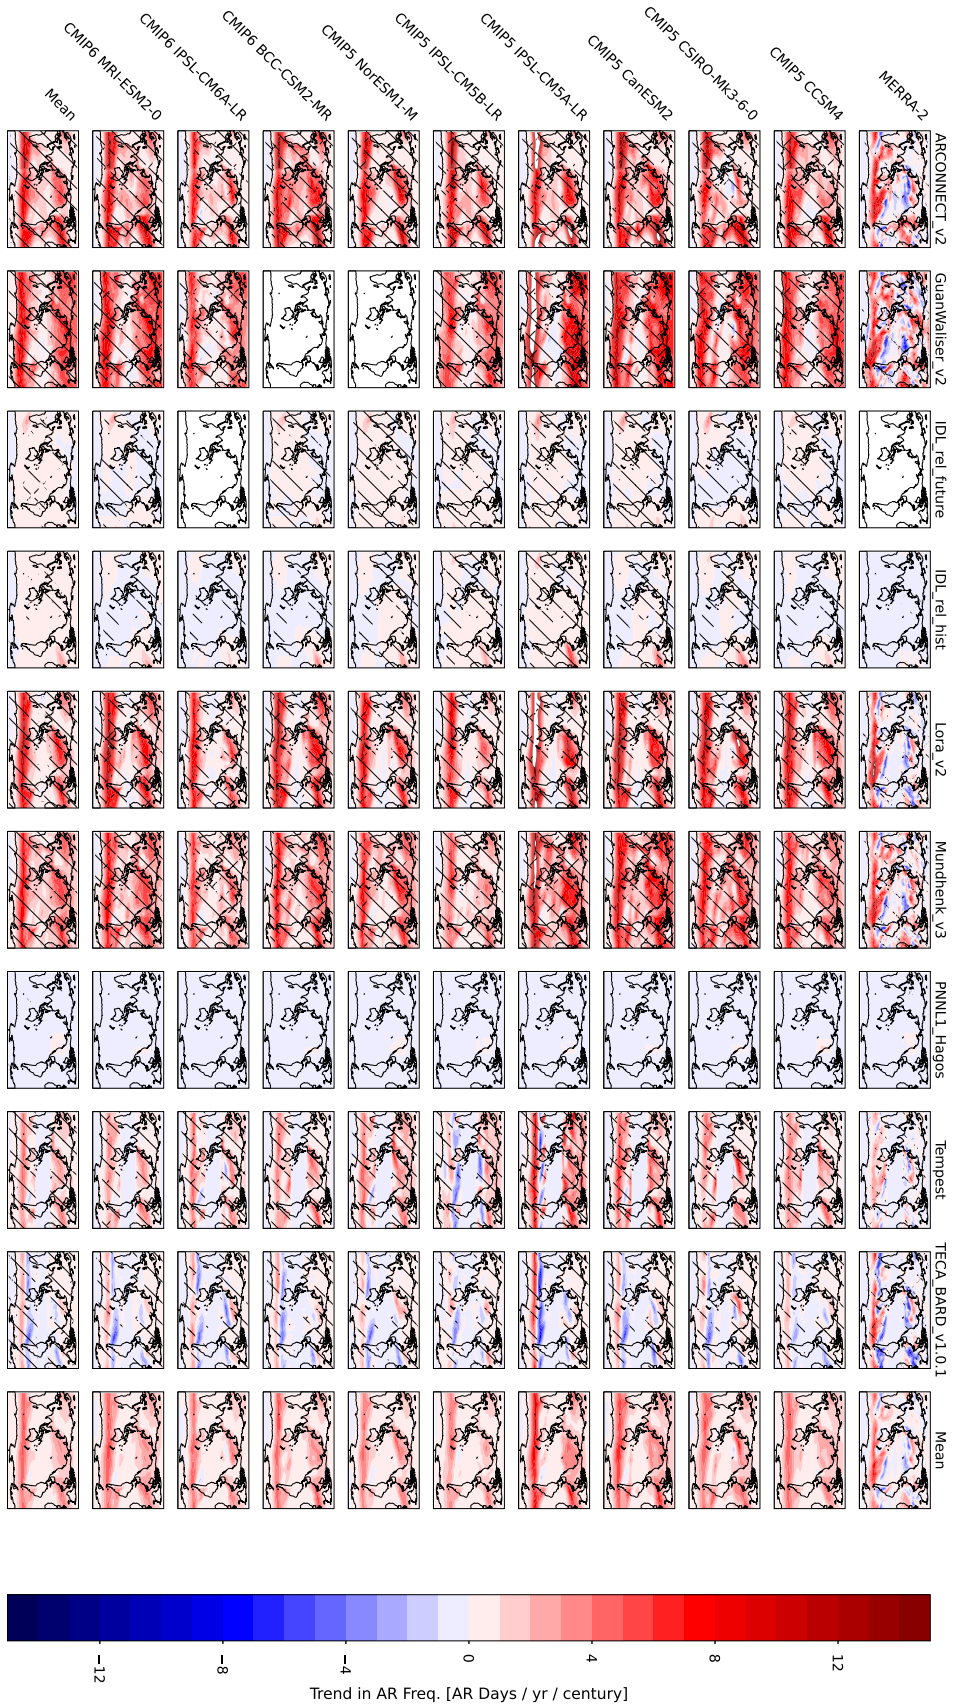 ARCONNECT_v2
GuanWaliser_v2
IDL_rel_future
IDL_rel_hist
Lora_v2
Mundhenk_v3
PNNL1_Hagos
Tempest
TECA_BARD_v1.0.1
Mean
MERRA-2
CMIP5 CCSM4
CMIP5 CSIRO-Mk3-6-0
CMIP5 CanESM2
CMIP5 IPSL-CM5A-LR
CMIP5 IPSL-CM5B-LR
CMIP5 NorESM1-M
CMIP6 BCC-CSM2-MR
CMIP6 IPSL-CM6A-LR
CMIP6 MRI-ESM2-0
Mean
−12
−8
−4
0
4
8
12
Trend in AR Freq. [AR Days / yr / century]